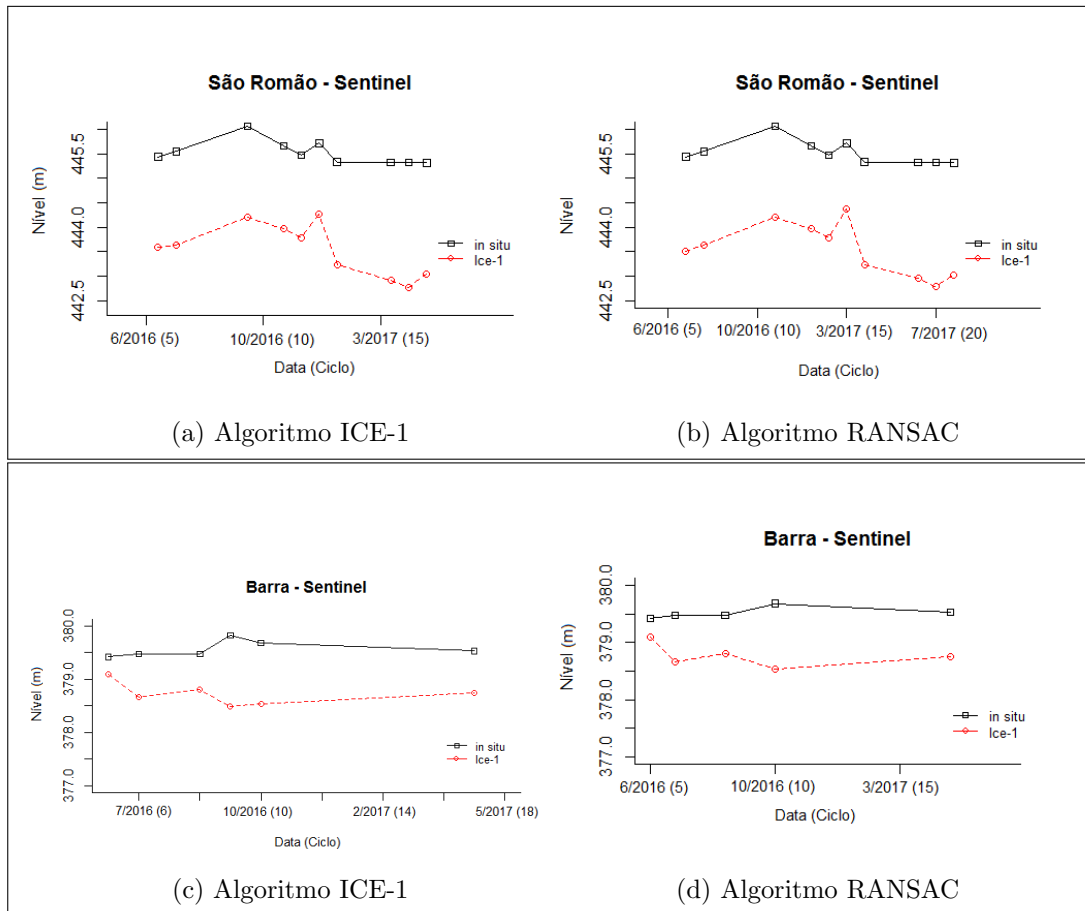 São Romão - Sentinel
Nível (m)
445.5
444.0
442.5
in situ
Ice-1
6/2016 (5)
10/2016 (10)
3/2017 (15)
Data (Ciclo)
(a) Algoritmo ICE-1
São Romão - Sentinel
Nível
445.5
444.0
442.5
in situ
Ice-1
6/2016 (5)
10/2016 (10)
3/2017 (15)
7/2017 (20)
Data (Ciclo)
(b) Algoritmo RANSAC
Barra - Sentinel
Nível (m)
380.0
379.0
378.0
377.0
in situ
Ice-1
7/2016 (6)
10/2016 (10)
2/2017 (14)
5/2017 (18)
Data (Ciclo)
(c) Algoritmo ICE-1
Barra - Sentinel
Nível (m)
380.0
379.0
378.0
377.0
in situ
Ice-1
6/2016 (5)
10/2016 (10)
3/2017 (15)
Data (Ciclo)
(d) Algoritmo RANSAC